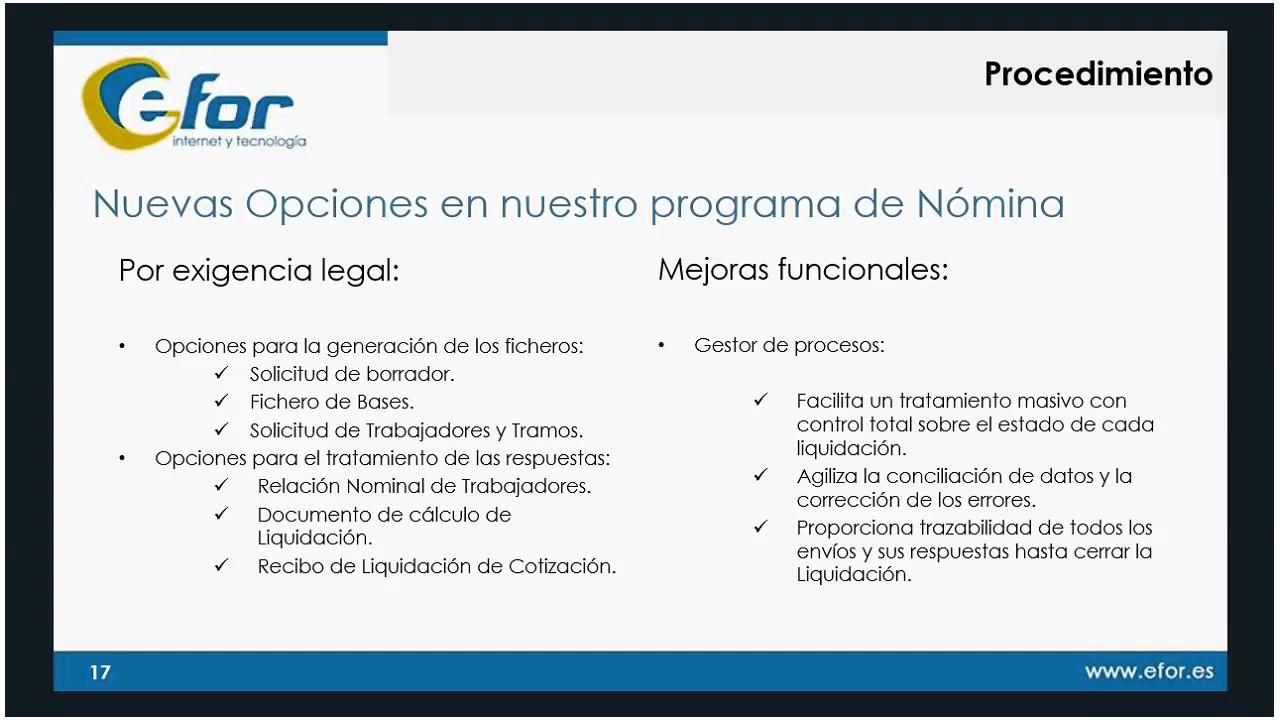 Procedimiento
efor
internet y tecnología
Nuevas Opciones en nuestro programa de Nómina
Por exigencia legal:
• Opciones para la generación de los ficheros:
✓ Solicitud de borrador.
✓ Fichero de Bases.
✓ Solicitud de Trabajadores y Tramos.
• Opciones para el tratamiento de las respuestas:
✓ Relación Nominal de Trabajadores.
✓ Documento de cálculo de
Liquidación.
✓ Recibo de Liquidación de Cotización.
Mejoras funcionales:
• Gestor de procesos:
✓ Facilita un tratamiento masivo con
control total sobre el estado de cada
liquidación.
✓ Agiliza la conciliación de datos y la
corrección de los errores.
✓ Proporciona trazabilidad de todos los
envíos y sus respuestas hasta cerrar la
Liquidación.
17
www.efor.es